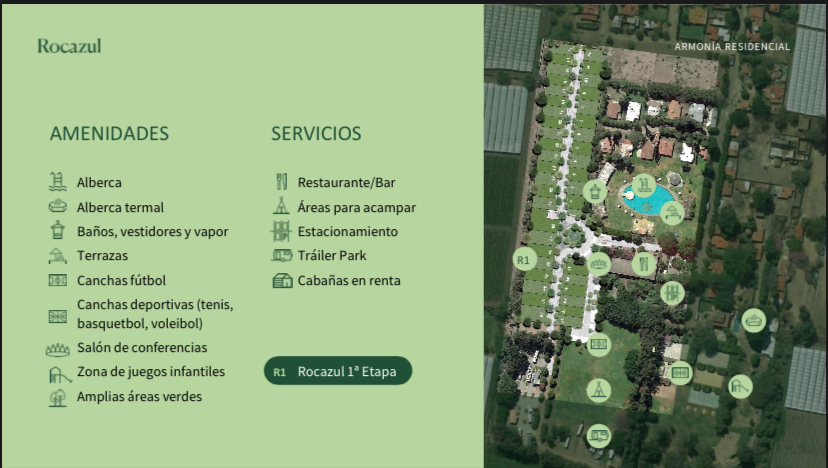 Rocazul
ARMONÍA RESIDENCIAL
AMENIDADES
Alberca
Alberca termal
Baños, vestidores y vapor
Terrazas
Canchas fútbol
Canchas deportivas (tenis,
basquetbol, voleibol)
Salón de conferencias
Zona de juegos infantiles
Amplias áreas verdes
SERVICIOS
Restaurante/Bar
Áreas para acampar
Estacionamiento
Tráiler Park
Cabañas en renta
R1 Rocazul 1ª Etapa
R1